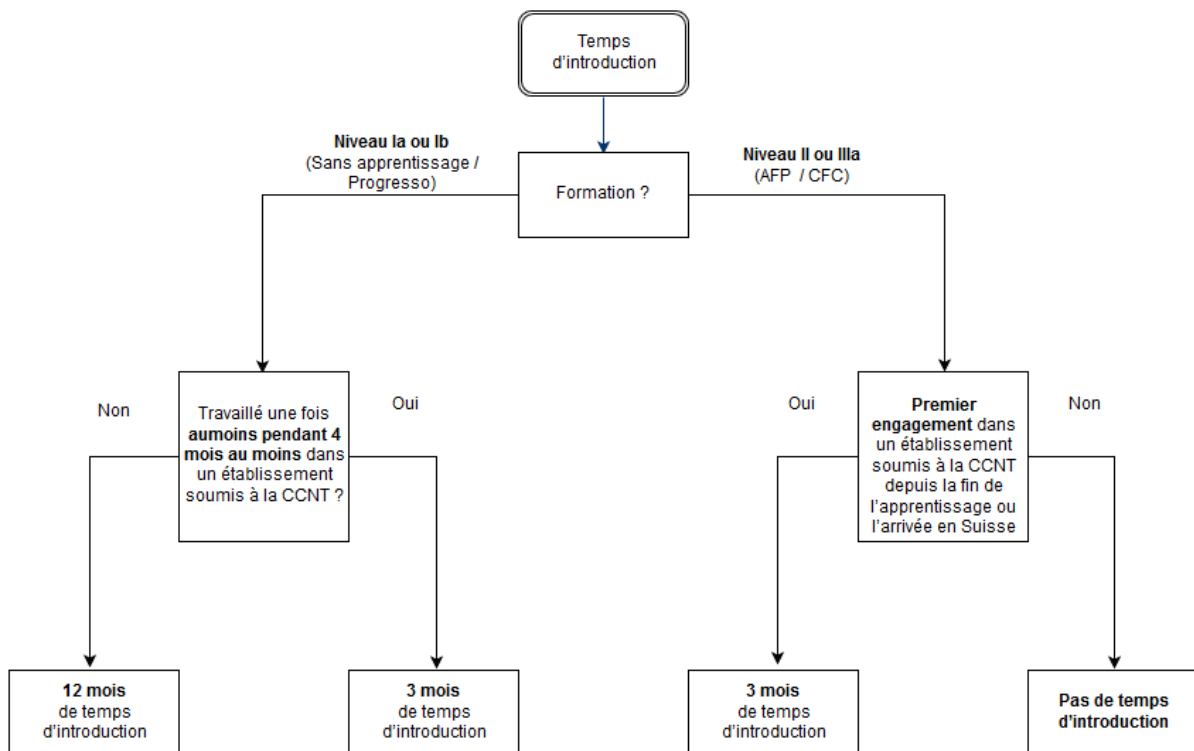 Temps
d'introduction
Niveau Ia ou Ib
(Sans apprentissage /
Progresso)
Formation ?
Niveau II ou IIIa
(AFP / CFC)
Non
Travaillé une fois
aumoins pendant 4
mois au moins dans
un établissement
soumis à la CCNT ?
Oui
Oui
Premier
engagement dans
un établissement
soumis à la CCNT
depuis la fin de
l'apprentissage ou
l'arrivée en Suisse
Non
12 mois
de temps
d'introduction
3 mois
de temps
d'introduction
3 mois
de temps
d'introduction
Pas de temps
d'introduction